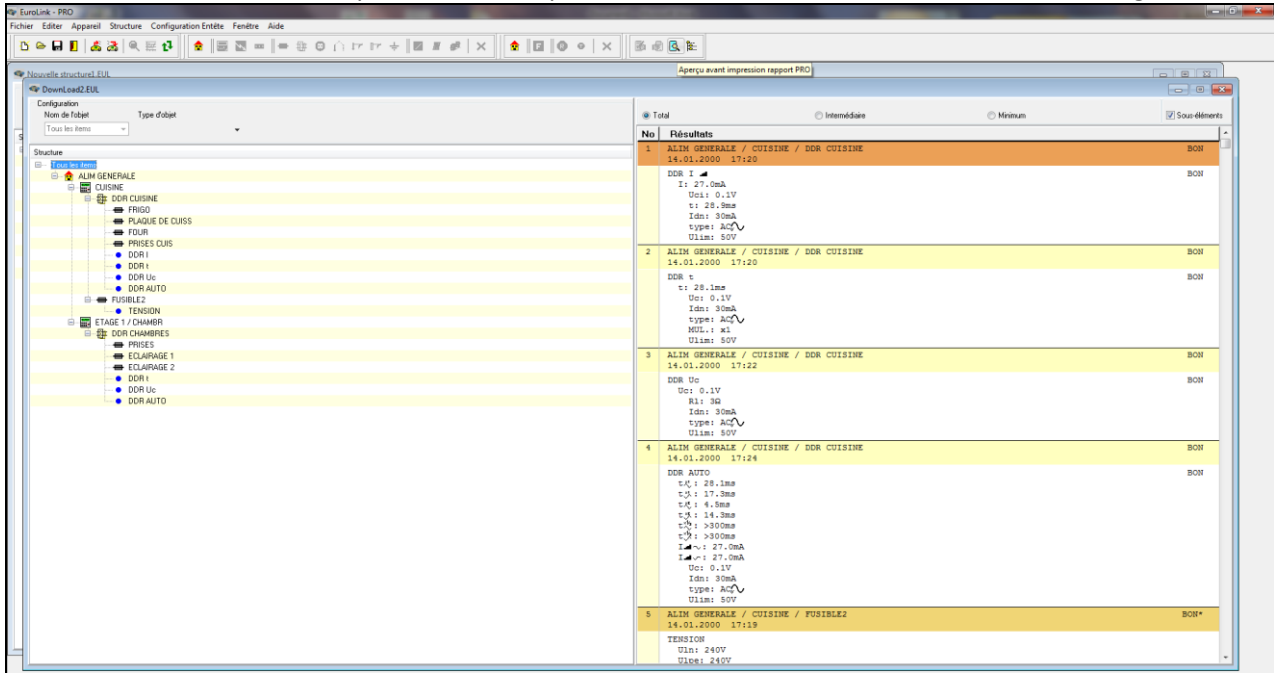 EuroLink - PRO
Fichier Editer Appareil Structure Configuration Entête Fenêtre Aide
Aperçu avant impression rapport PRO
Nouvelle structure1.EUL
DownLoad2.EUL
Configuration
Nom de l'objet Type d'objet
Tous les items
Total Intermédiaire Minimum Sous-éléments
Structure
Tous les items
ALIM GENERALE
CUISINE
DDR CUISINE
FRIGO
PLAQUE DE CUISS
FOUR
PRISES CUIS
DDR I
DDR t
DDR Uc
DDR AUTO
FUSIBLE2
TENSION
ETAGE 1 / CHAMBR
DDR CHAMBRES
PRISES
ECLAIRAGE 1
ECLAIRAGE 2
DDR t
DDR Uc
DDR AUTO
No Résultats
1 ALIM GENERALE / CUISINE / DDR CUISINE BON
14.01.2000 17:20
DDR I BON
I: 27.0mA
Uci: 0.1V
t: 28.9ms
Idn: 30mA
type: AC
Ulim: 50V
2 ALIM GENERALE / CUISINE / DDR CUISINE BON
14.01.2000 17:20
DDR t BON
t: 28.1ms
Uc: 0.1V
Idn: 30mA
type: AC
MUL.: x1
Ulim: 50V
3 ALIM GENERALE / CUISINE / DDR CUISINE BON
14.01.2000 17:22
DDR Uc BON
Uc: 0.1V
Rl: 3Ω
Idn: 30mA
type: AC
Ulim: 50V
4 ALIM GENERALE / CUISINE / DDR CUISINE BON
14.01.2000 17:24
DDR AUTO BON
t: 28.1ms
t: 17.3ms
t: 4.5ms
t: 14.3ms
t: >300ms
t: >300ms
I: 27.0mA
I: 27.0mA
Uc: 0.1V
Idn: 30mA
type: AC
Ulim: 50V
5 ALIM GENERALE / CUISINE / FUSIBLE2 BON*
14.01.2000 17:19
TENSION
Uln: 240V
Ulpe: 240V